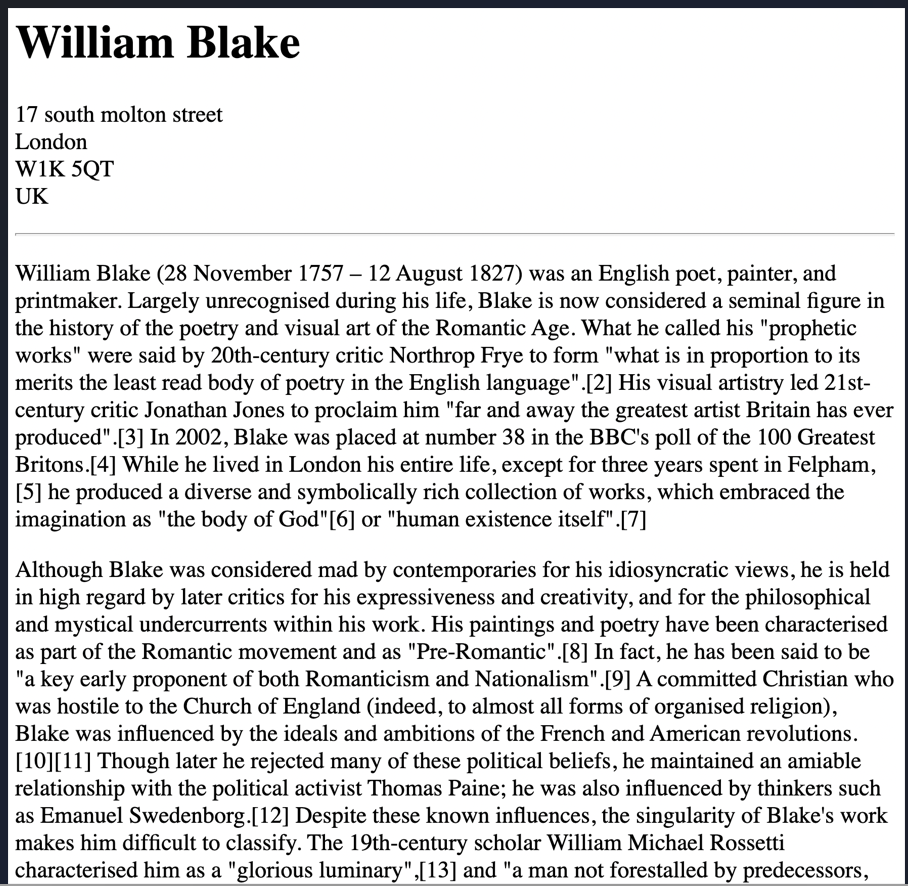 William Blake
17 south molton street
London
W1K 5QT
UK
William Blake (28 November 1757 – 12 August 1827) was an English poet, painter, and
printmaker. Largely unrecognised during his life, Blake is now considered a seminal figure in
the history of the poetry and visual art of the Romantic Age. What he called his "prophetic
works" were said by 20th-century critic Northrop Frye to form "what is in proportion to its
merits the least read body of poetry in the English language".[2] His visual artistry led 21st-
century critic Jonathan Jones to proclaim him "far and away the greatest artist Britain has ever
produced".[3] In 2002, Blake was placed at number 38 in the BBC's poll of the 100 Greatest
Britons.[4] While he lived in London his entire life, except for three years spent in Felpham,
[5] he produced a diverse and symbolically rich collection of works, which embraced the
imagination as "the body of God"[6] or "human existence itself".[7]
Although Blake was considered mad by contemporaries for his idiosyncratic views, he is held
in high regard by later critics for his expressiveness and creativity, and for the philosophical
and mystical undercurrents within his work. His paintings and poetry have been characterised
as part of the Romantic movement and as "Pre-Romantic".[8] In fact, he has been said to be
"a key early proponent of both Romanticism and Nationalism".[9] A committed Christian who
was hostile to the Church of England (indeed, to almost all forms of organised religion),
Blake was influenced by the ideals and ambitions of the French and American revolutions.
[10][11] Though later he rejected many of these political beliefs, he maintained an amiable
relationship with the political activist Thomas Paine; he was also influenced by thinkers such
as Emanuel Swedenborg.[12] Despite these known influences, the singularity of Blake's work
makes him difficult to classify. The 19th-century scholar William Michael Rossetti
characterised him as a "glorious luminary",[13] and "a man not forestalled by predecessors,